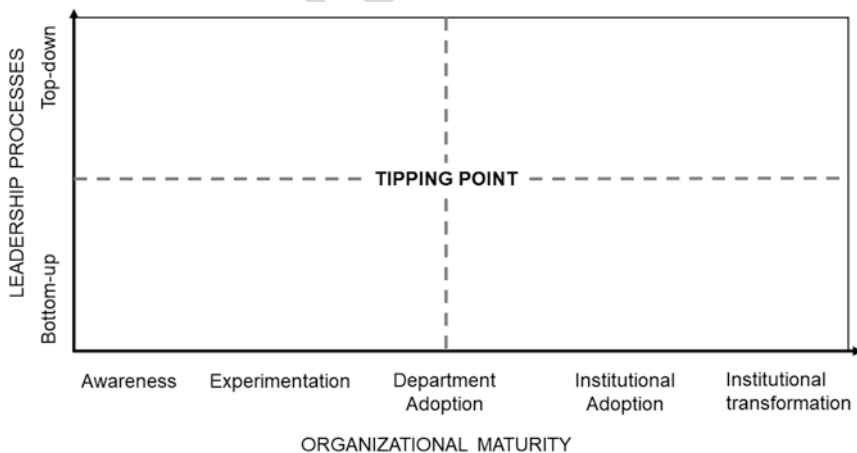 LEADERSHIP PROCESSES
Top-down
Bottom-up
TIPPING POINT
Awareness
Experimentation
Department
Adoption
Institutional
Adoption
Institutional
transformation
ORGANIZATIONAL MATURITY